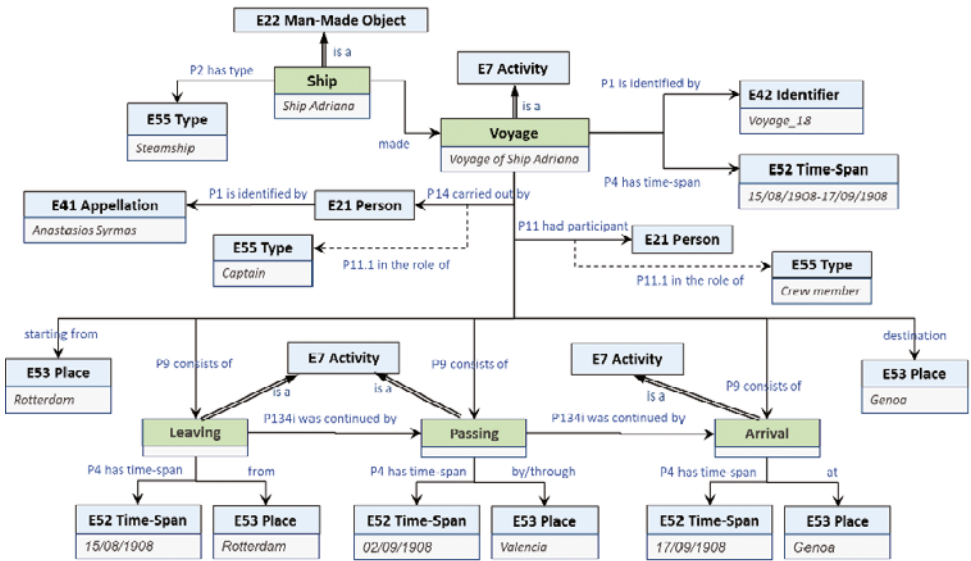 E22 Man-Made Object
is a
P2 has type
Ship
Ship Adriana
E7 Activity
P1 is identified by
E42 Identifier
Voyage_18
is a
E55 Type
Steamship
made
Voyage
Voyage of Ship Adriana
P4 has time-span
E52 Time-Span
15/08/1908-17/09/1908
P1 is identified by
P14 carried out by
E41 Appellation
Anastasios Syrmas
E21 Person
P11 had participant
E21 Person
E55 Type
Captain
P11.1 in the role of
E55 Type
Crew member
P11.1 in the role of
starting from
destination
P9 consists of
E7 Activity
P9 consists of
E7 Activity
P9 consists of
E53 Place
Rotterdam
E53 Place
Genoa
is a
is a
is a
Leaving
P134i was continued by
Passing
P134i was continued by
Arrival
P4 has time-span
from
P4 has time-span
by/through
P4 has time-span
at
E52 Time-Span
15/08/1908
E53 Place
Rotterdam
E52 Time-Span
02/09/1908
E53 Place
Valencia
E52 Time-Span
17/09/1908
E53 Place
Genoa